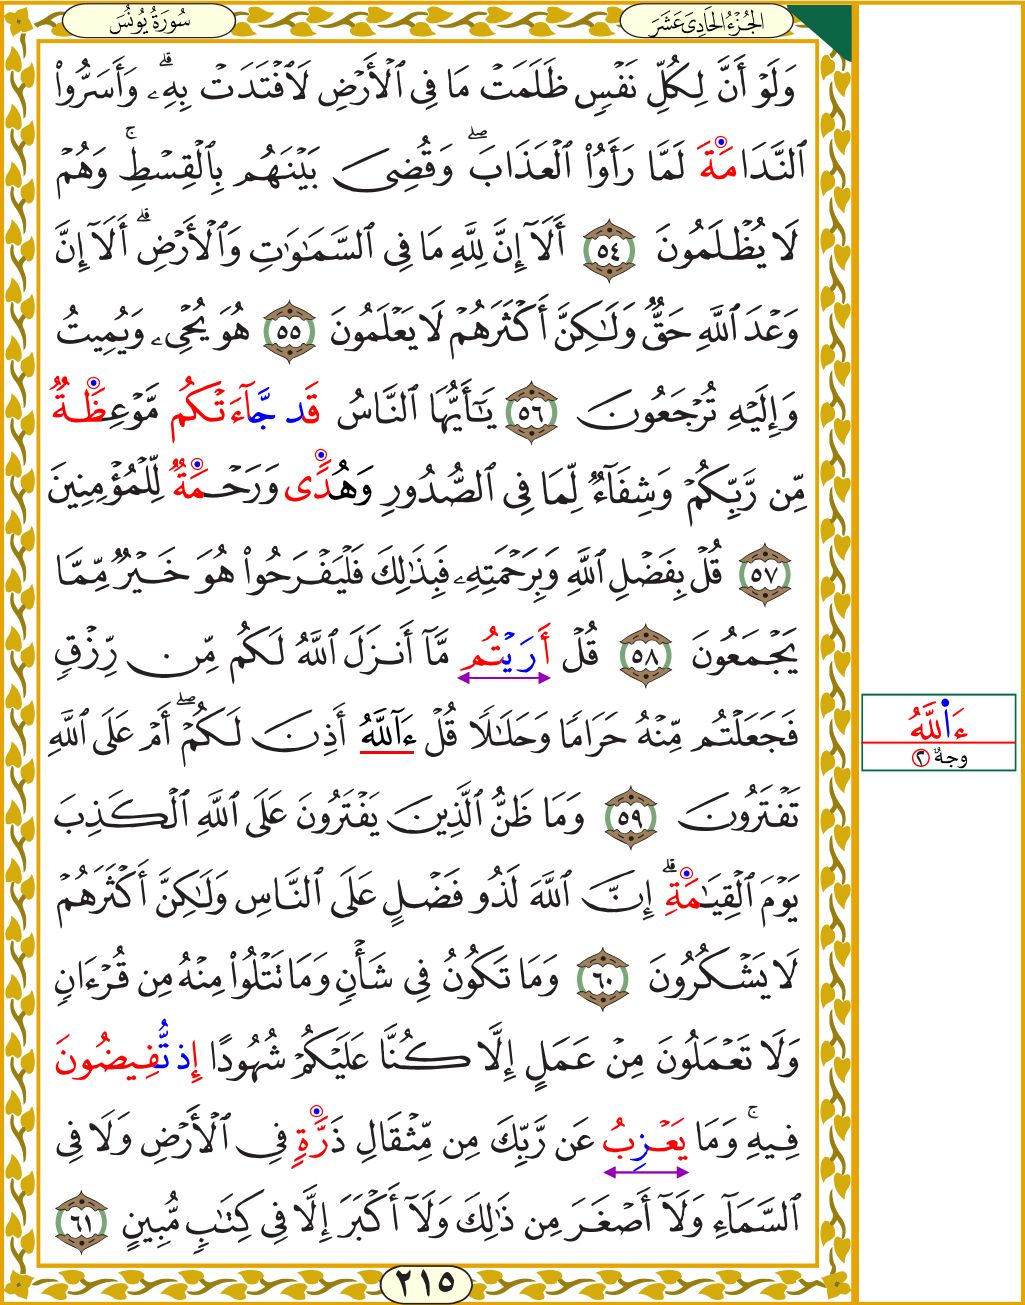 سُورَةُ يُونُسَ
الجُزْءُ الحَادِىَ عَشَرَ
وَلَوۡ أَنَّ لِكُلِّ نَفۡسٖ ظَلَمَتۡ مَا فِي ٱلۡأَرۡضِ لَٱفۡتَدَتۡ بِهِۦۗ وَأَسَرُّواْ
ٱلنَّدَامَةَ لَمَّا رَأَوُاْ ٱلۡعَذَابَۖ وَقُضِيَ بَيۡنَهُم بِٱلۡقِسۡطِۚ وَهُمۡ
لَا يُظۡلَمُونَ ٥٤ أَلَآ إِنَّ لِلَّهِ مَا فِي ٱلسَّمَٰوَٰتِ وَٱلۡأَرۡضِۗ أَلَآ إِنَّ
وَعۡدَ ٱللَّهِ حَقّٞ وَلَٰكِنَّ أَكۡثَرَهُمۡ لَا يَعۡلَمُونَ ٥٥ هُوَ يُحۡيِۦ وَيُمِيتُ
وَإِلَيۡهِ تُرۡجَعُونَ ٥٦ يَٰٓأَيُّهَا ٱلنَّاسُ قَد جَّآءَتۡكُم مَّوۡعِظَةٞ
مِّن رَّبِّكُمۡ وَشِفَآءٞ لِّمَا فِي ٱلصُّدُورِ وَهُدٗى وَرَحۡمَةٞ لِّلۡمُؤۡمِنِينَ
٥٧ قُلۡ بِفَضۡلِ ٱللَّهِ وَبِرَحۡمَتِهِۦ فَبِذَٰلِكَ فَلۡيَفۡرَحُواْ هُوَ خَيۡرٞ مِّمَّا
يَجۡمَعُونَ ٥٨ قُلۡ أَرَيۡتُم مَّآ أَنزَلَ ٱللَّهُ لَكُم مِّن رِّزۡقٖ
فَجَعَلۡتُم مِّنۡهُ حَرَامٗا وَحَلَٰلٗا قُلۡ ءَآللَّهُ أَذِنَ لَكُمۡۖ أَمۡ عَلَى ٱللَّهِ
تَفۡتَرُونَ ٥٩ وَمَا ظَنُّ ٱلَّذِينَ يَفۡتَرُونَ عَلَى ٱللَّهِ ٱلۡكَذِبَ
يَوۡمَ ٱلۡقِيَٰمَةِۗ إِنَّ ٱللَّهَ لَذُو فَضۡلٍ عَلَى ٱلنَّاسِ وَلَٰكِنَّ أَكۡثَرَهُمۡ
لَا يَشۡكُرُونَ ٦٠ وَمَا تَكُونُ فِي شَأۡنٖ وَمَا تَتۡلُواْ مِنۡهُ مِن قُرۡءَانٖ
وَلَا تَعۡمَلُونَ مِنۡ عَمَلٍ إِلَّا كُنَّا عَلَيۡكُمۡ شُهُودًا إِذ تُّفِيضُونَ
فِيهِۚ وَمَا يَعۡزِبُ عَن رَّبِّكَ مِن مِّثۡقَالِ ذَرَّةٖ فِي ٱلۡأَرۡضِ وَلَا فِي
ٱلسَّمَآءِ وَلَآ أَصۡغَرَ مِن ذَٰلِكَ وَلَآ أَكۡبَرَ إِلَّا فِي كِتَٰبٖ مُّبِينٍ ٦١
ءَا۬للَّهُ
وجهٌ ٢
٢١٥